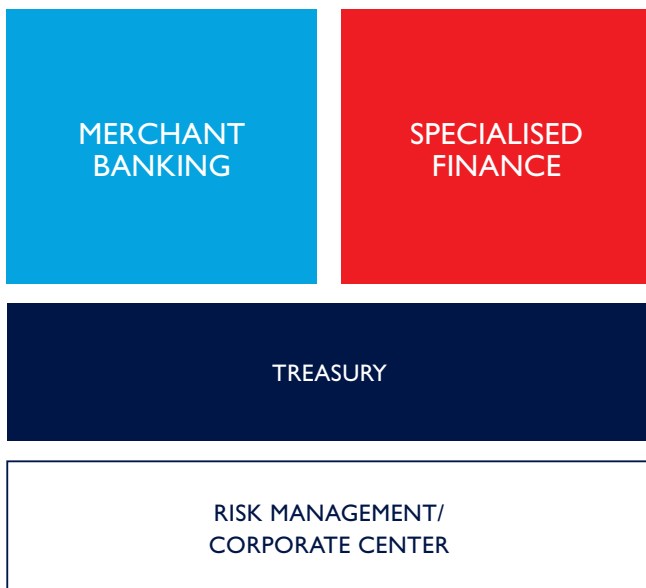 MERCHANT
BANKING
SPECIALISED
FINANCE
TREASURY
RISK MANAGEMENT/
CORPORATE CENTER